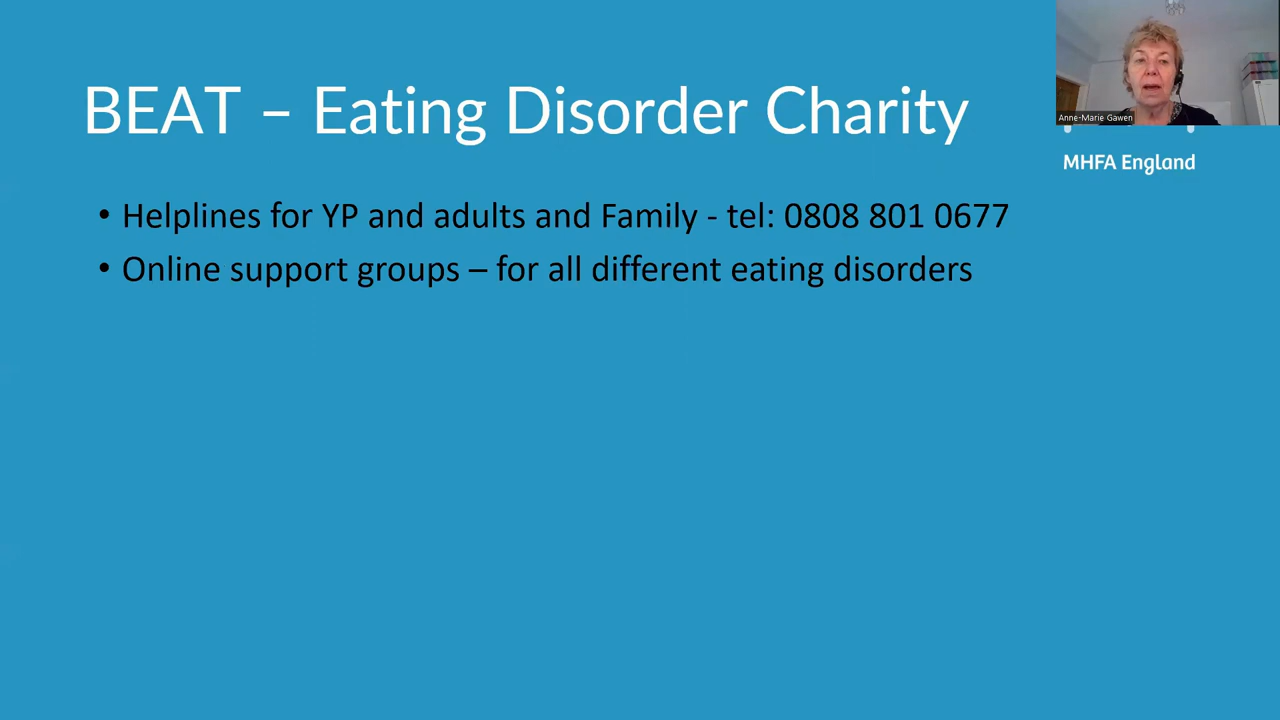 BEAT – Eating Disorder Charity
Anne-Marie Gawen
MHFA England
• Helplines for YP and adults and Family - tel: 0808 801 0677
• Online support groups – for all different eating disorders